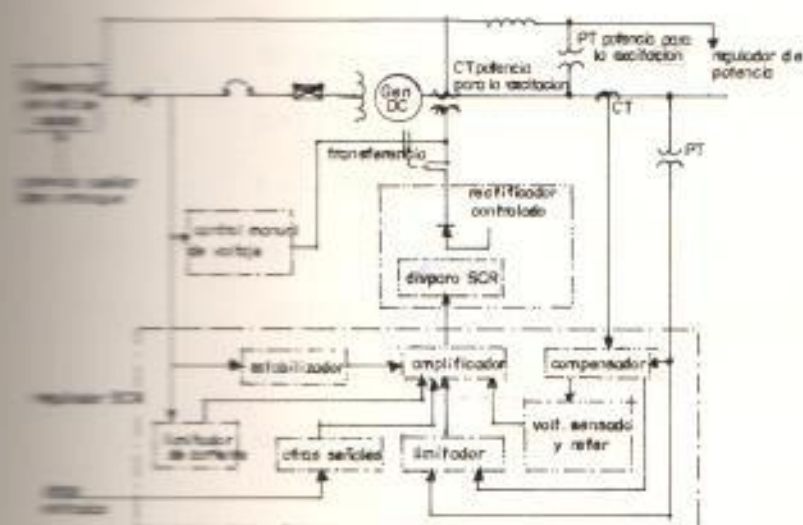 PT potencia para
la excitacion
regulador de
potencia
CT potencia
para la excitacion
Gen
DC
CT
PT
transferencia
rectificador
controlado
control manual
de voltaje
disparo SCR
estabilizador
amplificador
compensador
regulador SCR
limitador
de corriente
otras señales
limitador
volt. sensado
y refer